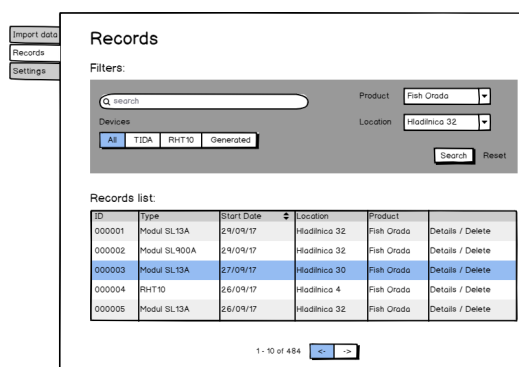 Import data
Records
Settings
Records
Filters:
search
Product Fish Orada
Devices
Location Hladilnica 32
All TIDA RHT10 Generated
Search Reset
Records list:
ID Type Start Date Location Product
000001 Modul SL13A 29/09/17 Hladilnica 32 Fish Orada Details / Delete
000002 Modul SL900A 29/09/17 Hladilnica 32 Fish Orada Details / Delete
000003 Modul SL13A 27/09/17 Hladilnica 30 Fish Orada Details / Delete
000004 RHT10 26/09/17 Hladilnica 4 Fish Orada Details / Delete
000005 Modul SL13A 26/09/17 Hladilnica 32 Fish Orada Details / Delete
1 - 10 of 484 <- ->